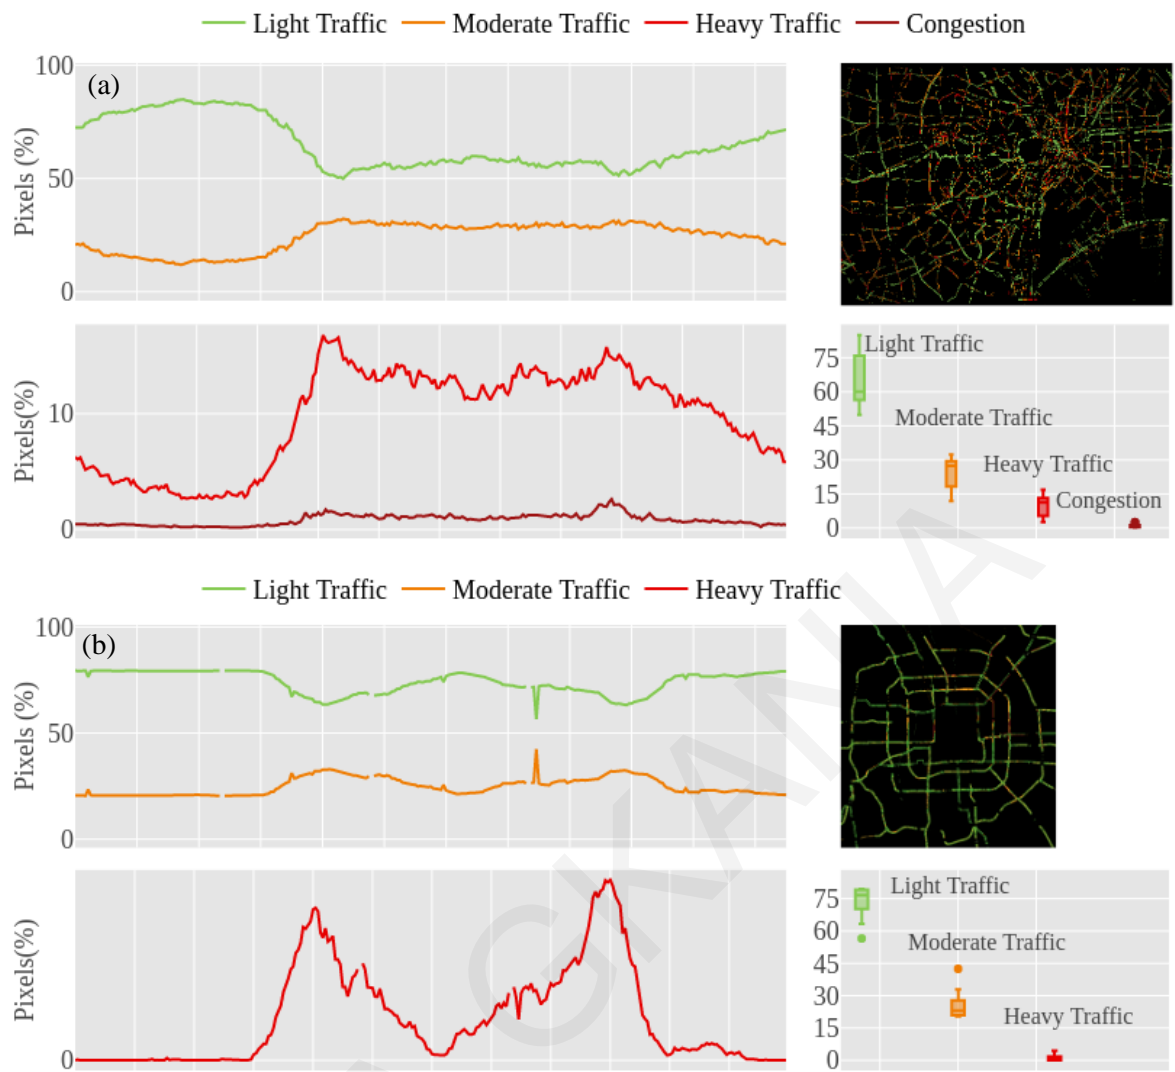 Light Traffic Moderate Traffic Heavy Traffic Congestion
(a)
100
50
0
Pixels (%)
10
0
Pixels(%)
75
60
45
30
15
0
Light Traffic
Moderate Traffic
Heavy Traffic
Congestion
Light Traffic Moderate Traffic Heavy Traffic
(b)
100
50
0
Pixels (%)
0
Pixels(%)
75
60
45
30
15
0
Light Traffic
Moderate Traffic
Heavy Traffic
GKANIA